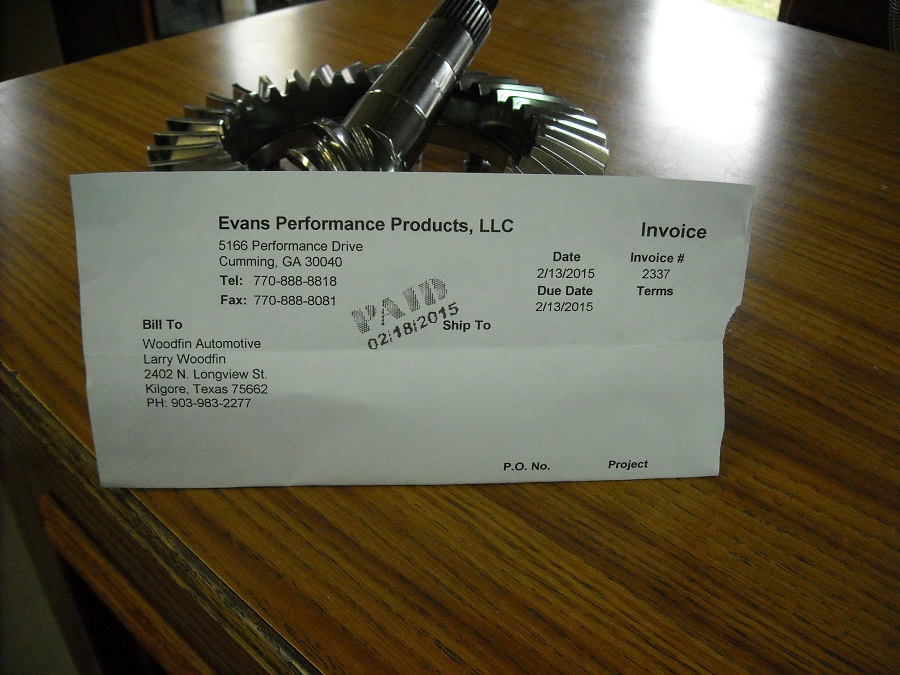 Evans Performance Products, LLC
Invoice
5166 Performance Drive
Cumming, GA 30040
Tel: 770-888-8818
Fax: 770-888-8081
Date
Invoice #
2/13/2015
2337
Due Date
Terms
2/13/2015
PAID
02/18/2015
Bill To
Ship To
Woodfin Automotive
Larry Woodfin
2402 N. Longview St.
Kilgore, Texas 75662
PH: 903-983-2277
P.O. No.
Project